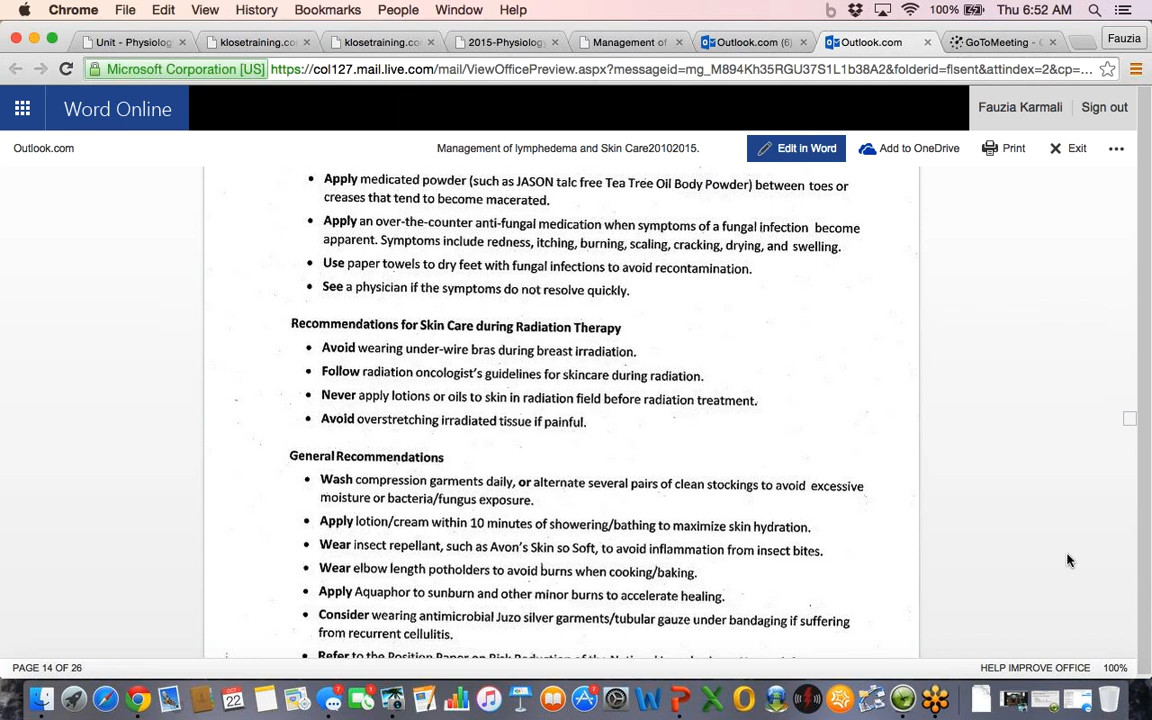 Chrome File Edit View History Bookmarks People Window Help 100% Thu 6:52 AM
Unit - Physiolog klosetraining.co klosetraining.co 2015-Physiology Management of Outlook.com (6) Outlook.com GoToMeeting - Fauzia
Microsoft Corporation [US] https://col127.mail.live.com/mail/ViewOfficePreview.aspx?messageid=mg_M894Kh35RGU37S1L1b38A2&folderid=flsent&attindex=2&cp=...
Word Online Fauzia Karmali Sign out
Outlook.com Management of lymphedema and Skin Care20102015. Edit in Word Add to OneDrive Print Exit
• Apply medicated powder (such as JASON talc free Tea Tree Oil Body Powder) between toes or
creases that tend to become macerated.
• Apply an over-the-counter anti-fungal medication when symptoms of a fungal infection become
apparent. Symptoms include redness, itching, burning, scaling, cracking, drying, and swelling.
• Use paper towels to dry feet with fungal infections to avoid recontamination.
• See a physician if the symptoms do not resolve quickly.
Recommendations for Skin Care during Radiation Therapy
• Avoid wearing under-wire bras during breast irradiation.
• Follow radiation oncologist's guidelines for skincare during radiation.
• Never apply lotions or oils to skin in radiation field before radiation treatment.
• Avoid overstretching irradiated tissue if painful.
General Recommendations
• Wash compression garments daily, or alternate several pairs of clean stockings to avoid excessive
moisture or bacteria/fungus exposure.
• Apply lotion/cream within 10 minutes of showering/bathing to maximize skin hydration.
• Wear insect repellant, such as Avon's Skin so Soft, to avoid inflammation from insect bites.
• Wear elbow length potholders to avoid burns when cooking/baking.
• Apply Aquaphor to sunburn and other minor burns to accelerate healing.
• Consider wearing antimicrobial Juzo silver garments/tubular gauze under bandaging if suffering
from recurrent cellulitis.
• Refer to the Position Paper on Risk Reduction of the National
PAGE 14 OF 26 HELP IMPROVE OFFICE 100%
OCT
22